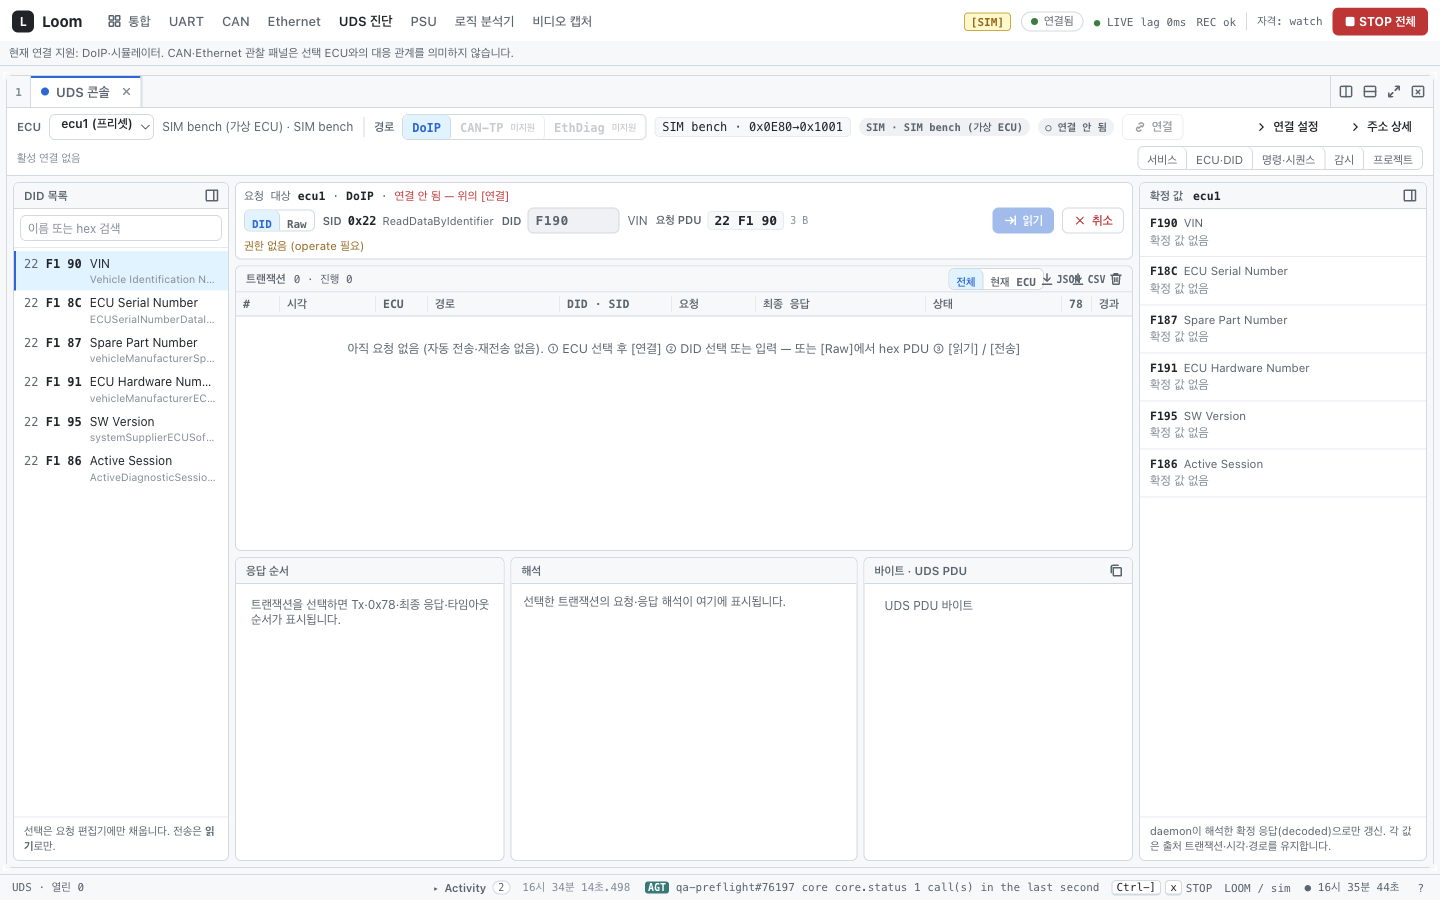 L Loom 통합 UART CAN Ethernet UDS 진단 PSU 로직 분석기 비디오 캡처 [SIM] 연결됨 LIVE lag 0ms REC ok 자격: watch STOP 전체
현재 연결 지원: DoIP·시뮬레이터. CAN·Ethernet 관찰 패널은 선택 ECU와의 대응 관계를 의미하지 않습니다.
1 UDS 콘솔 ×
ECU ecu1 (프리셋) SIM bench (가상 ECU) · SIM bench 경로 DoIP CAN-TP 미지원 EthDiag 미지원 SIM bench · 0x0E80→0x1001 SIM · SIM bench (가상 ECU) ○ 연결 안 됨 연결 연결 설정 주소 상세
활성 연결 없음 서비스 ECU·DID 명령·시퀀스 감시 프로젝트
DID 목록
이름 또는 hex 검색
22 F1 90 VIN
Vehicle Identification N...
22 F1 8C ECU Serial Number
ECUSerialNumberDataI...
22 F1 87 Spare Part Number
vehicleManufacturerSp...
22 F1 91 ECU Hardware Num...
vehicleManufacturerEC...
22 F1 95 SW Version
systemSupplierECUSof...
22 F1 86 Active Session
ActiveDiagnosticSessio...
선택은 요청 편집기에만 채웁니다. 전송은 읽
기로만.
요청 대상 ecu1 · DoIP · 연결 안 됨 — 위의 [연결]
DID Raw SID 0x22 ReadDataByIdentifier DID F190 VIN 요청 PDU 22 F1 90 3 B 읽기 × 취소
권한 없음 (operate 필요)
트랜잭션 0 · 진행 0 전체 현재 ECU JSON CSV
# 시각 ECU 경로 DID · SID 요청 최종 응답 상태 78 경과
아직 요청 없음 (자동 전송·재전송 없음). ① ECU 선택 후 [연결] ② DID 선택 또는 입력 — 또는 [Raw]에서 hex PDU ③ [읽기] / [전송]
응답 순서
트랜잭션을 선택하면 Tx·0x78·최종 응답·타임아웃
순서가 표시됩니다.
해석
선택한 트랜잭션의 요청·응답 해석이 여기에 표시됩니다.
바이트 · UDS PDU
UDS PDU 바이트
확정 값 ecu1
F190 VIN
확정 값 없음
F18C ECU Serial Number
확정 값 없음
F187 Spare Part Number
확정 값 없음
F191 ECU Hardware Number
확정 값 없음
F195 SW Version
확정 값 없음
F186 Active Session
확정 값 없음
daemon이 해석한 확정 응답(decoded)으로만 갱신. 각 값
은 출처 트랜잭션·시각·경로를 유지합니다.
UDS · 열린 0 ▸ Activity 2 16시 34분 14초.498 AGT qa-preflight#76197 core core.status 1 call(s) in the last second Ctrl-] x STOP LOOM / sim ● 16시 35분 44초 ?